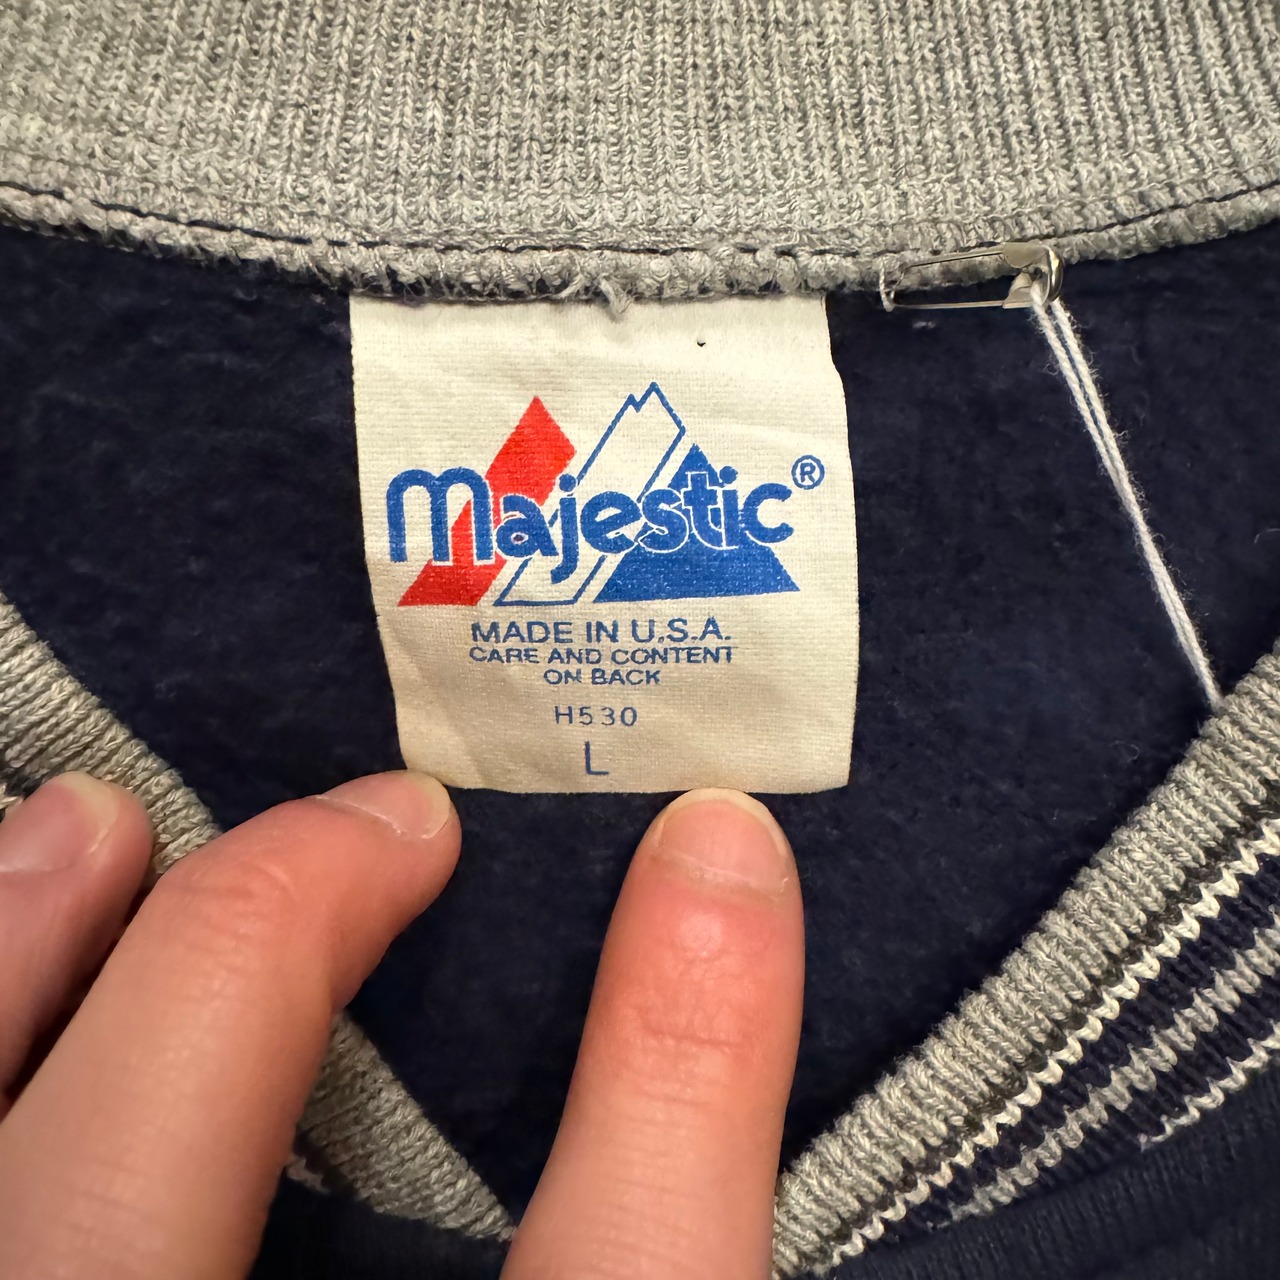 Majestic®
MADE IN U.S.A.
CARE AND CONTENT
ON BACK
H530
L